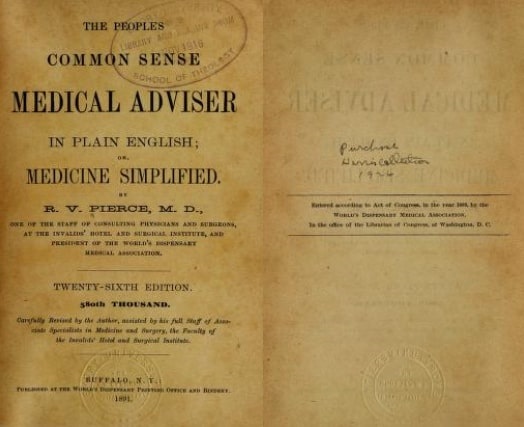 THE PEOPLE'S
COMMON SENSE
MEDICAL ADVISER
IN PLAIN ENGLISH;
OR,
MEDICINE SIMPLIFIED.
BY
R. V. PIERCE, M. D.,
ONE OF THE STAFF OF CONSULTING PHYSICIANS AND SURGEONS,
AT THE INVALIDS' HOTEL AND SURGICAL INSTITUTE, AND
PRESIDENT OF THE WORLD'S DISPENSARY
MEDICAL ASSOCIATION.
TWENTY-SIXTH EDITION.
580th THOUSAND.
Carefully Revised by the Author, assisted by his full Staff of Asso-
ciate Specialists in Medicine and Surgery, the Faculty of
the Invalids' Hotel and Surgical Institute.
BUFFALO, N. Y.:
PUBLISHED AT THE WORLD'S DISPENSARY PRINTING OFFICE AND BINDERY.
1891.
LIBRARY
1916
SCHOOL OF THEOLOGY
Purchase
1924
Entered according to Act of Congress, in the year by the
WORLD'S DISPENSARY MEDICAL ASSOCIATION,
In the office of the Librarian of Congress, at Washington, D. C.